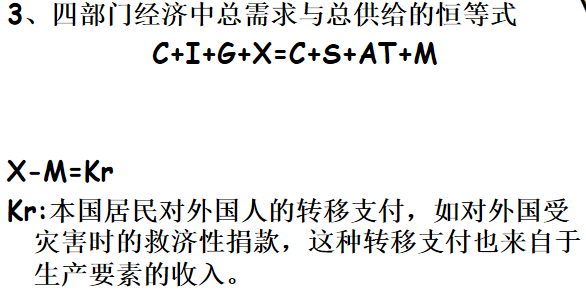 3、四部门经济中总需求与总供给的恒等式
C+I+G+X=C+S+AT+M
X-M=Kr
Kr:本国居民对外国人的转移支付，如对外国受
灾害时的救济性捐款，这种转移支付也来自于
生产要素的收入。